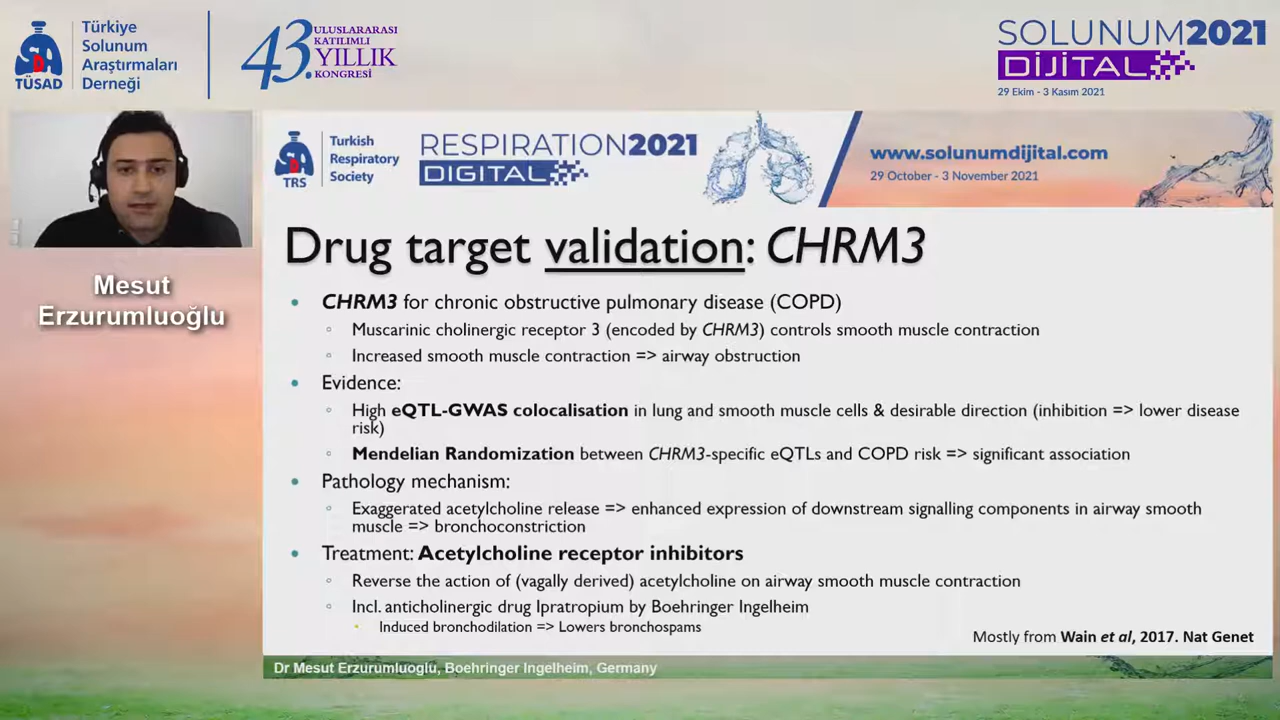 Türkiye
Solunum
Araştırmaları
Derneği
TÜSAD
43.
ULUSLARARASI
KATILIMLI
YILLIK
KONGRESİ
SOLUNUM2021
DİJİTAL
29 Ekim - 3 Kasım 2021
Mesut
Erzurumluoğlu
TRS
Turkish
Respiratory
Society
RESPIRATION2021
DIGITAL
www.solunumdijital.com
29 October - 3 November 2021
Drug target validation: CHRM3
• CHRM3 for chronic obstructive pulmonary disease (COPD)
◦ Muscarinic cholinergic receptor 3 (encoded by CHRM3) controls smooth muscle contraction
◦ Increased smooth muscle contraction => airway obstruction
• Evidence:
◦ High eQTL-GWAS colocalisation in lung and smooth muscle cells & desirable direction (inhibition => lower disease
risk)
◦ Mendelian Randomization between CHRM3-specific eQTLs and COPD risk => significant association
• Pathology mechanism:
◦ Exaggerated acetylcholine release => enhanced expression of downstream signalling components in airway smooth
muscle => bronchoconstriction
• Treatment: Acetylcholine receptor inhibitors
◦ Reverse the action of (vagally derived) acetylcholine on airway smooth muscle contraction
◦ Incl. anticholinergic drug Ipratropium by Boehringer Ingelheim
• Induced bronchodilation => Lowers bronchospams
Mostly from Wain et al, 2017. Nat Genet
Dr Mesut Erzurumluoglu, Boehringer Ingelheim, Germany